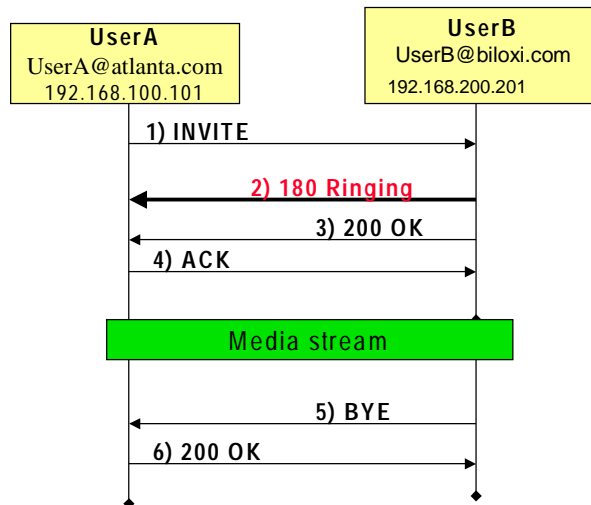 UserA
UserA@atlanta.com
192.168.100.101
UserB
UserB@biloxi.com
192.168.200.201
1) INVITE
2) 180 Ringing
3) 200 OK
4) ACK
Media stream
5) BYE
6) 200 OK